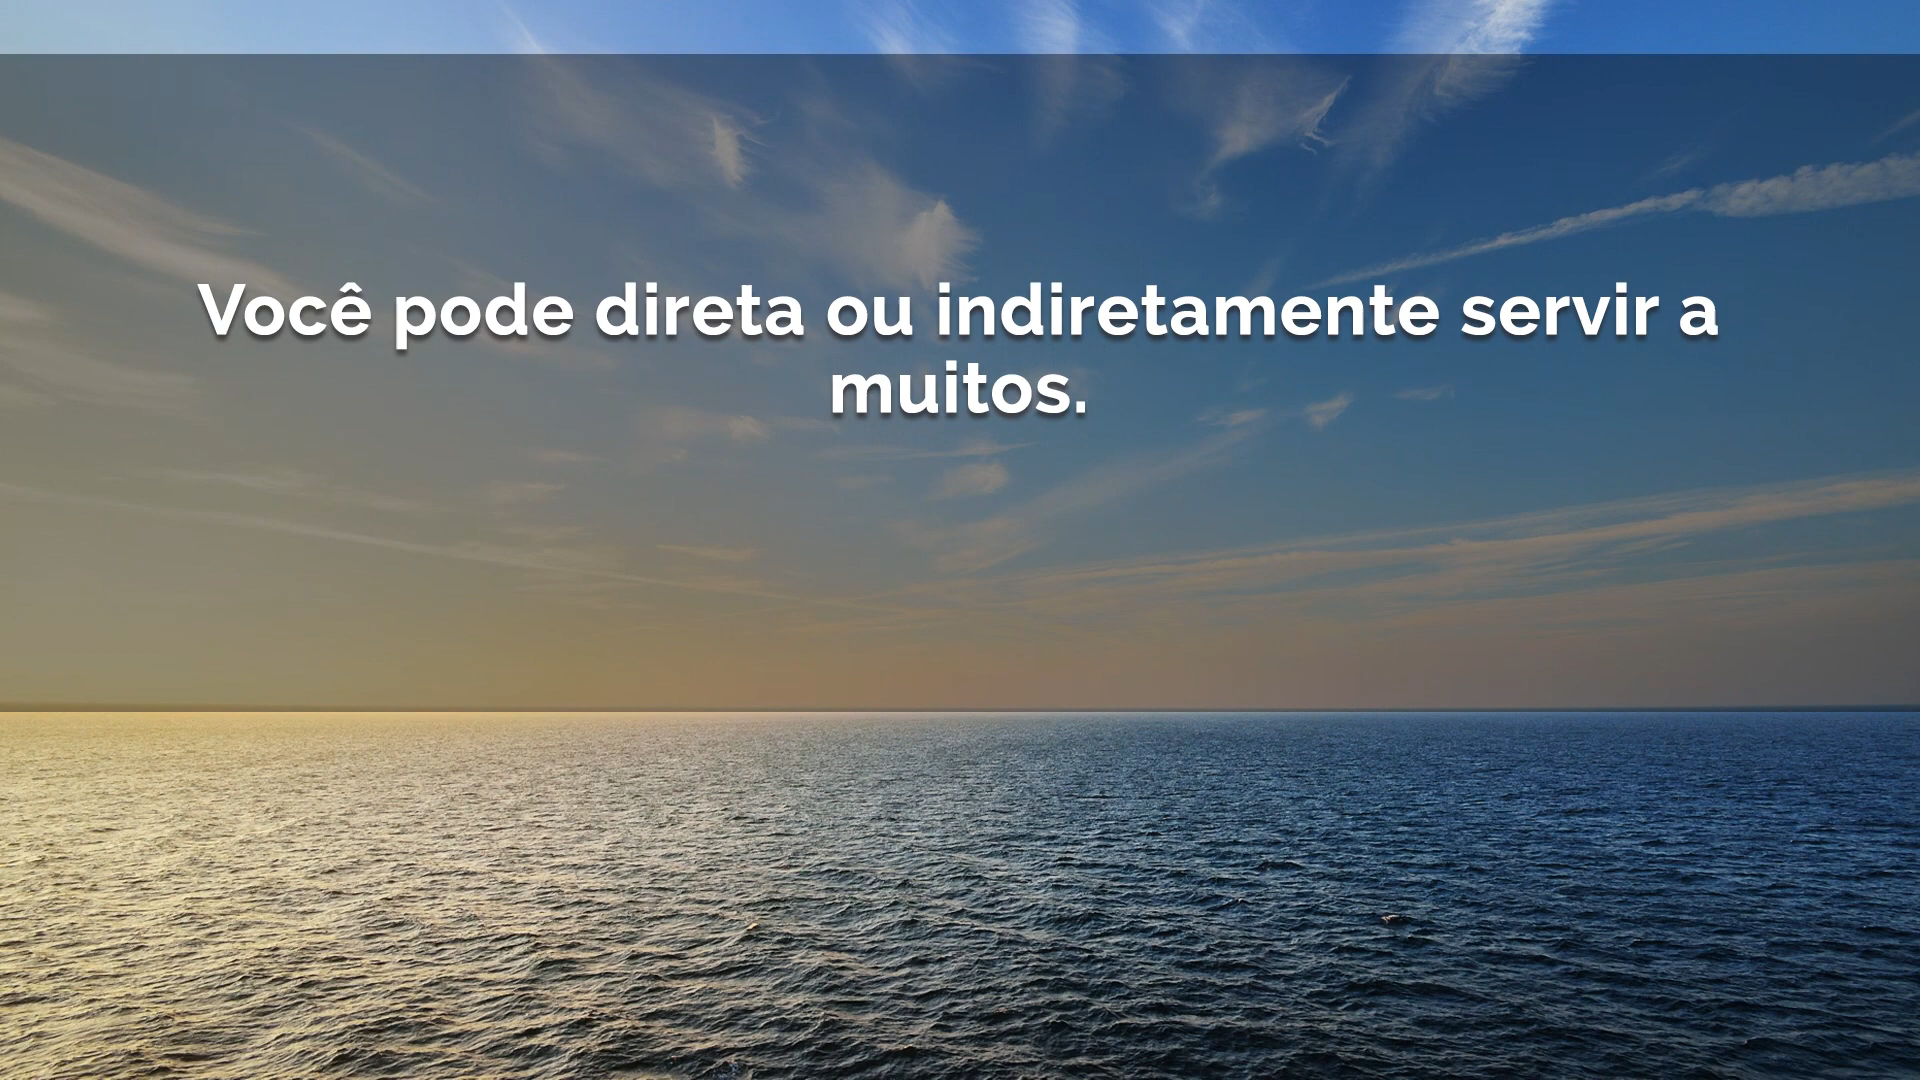 Você pode direta ou indiretamente servir a
muitos.